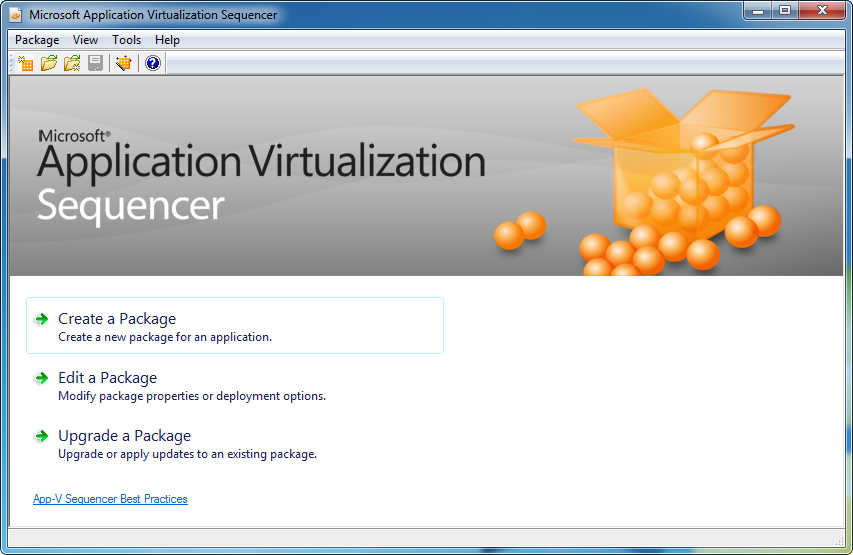 Microsoft Application Virtualization Sequencer
Package View Tools Help
Microsoft®
Application Virtualization
Sequencer
Create a Package
Create a new package for an application.
Edit a Package
Modify package properties or deployment options.
Upgrade a Package
Upgrade or apply updates to an existing package.
App-V Sequencer Best Practices